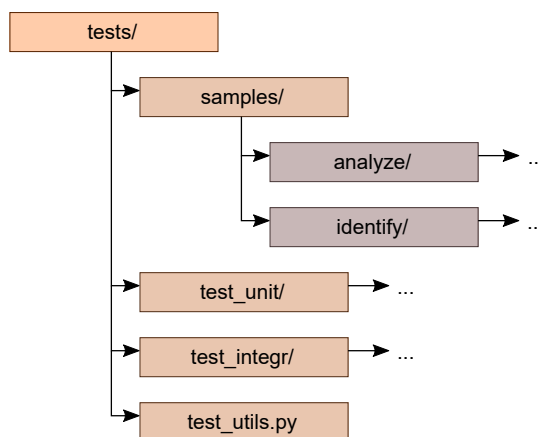 tests/
samples/
analyze/ ..
identify/ ..
test_unit/ ...
test_integr/ ...
test_utils.py